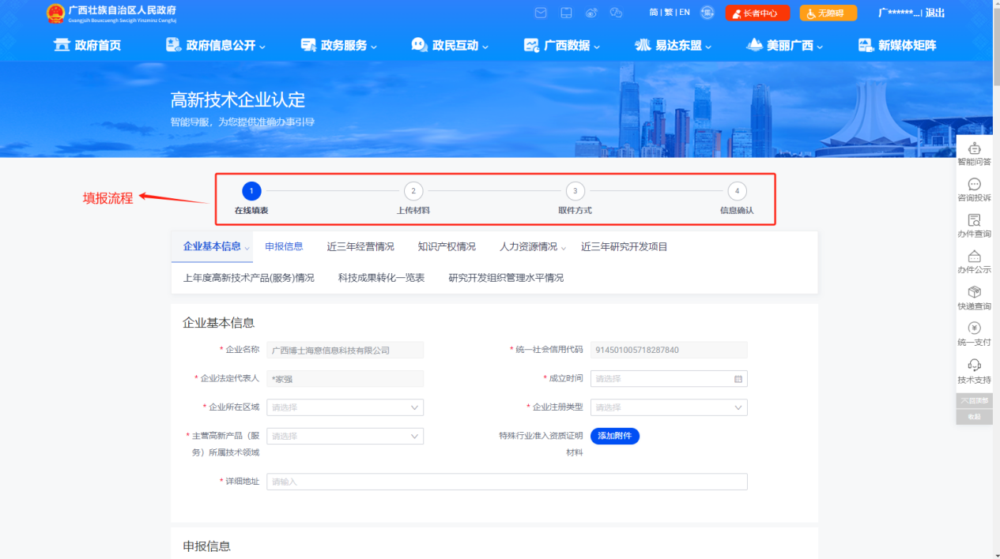 广西壮族自治区人民政府
Gvangjsih Bouxcuengh Swcigih Yinzminz Cwngfuj
简 | 繁 | EN
长者中心
无障碍
广******...| 退出
政府首页
政府信息公开
政务服务
政民互动
广西数据
易达东盟
美丽广西
新媒体矩阵
高新技术企业认定
智能导服，为您提供准确办事引导
填报流程
1
2
3
4
在线填表
上传材料
取件方式
信息确认
企业基本信息
申报信息
近三年经营情况
知识产权情况
人力资源情况
近三年研究开发项目
上年度高新技术产品(服务)情况
科技成果转化一览表
研究开发组织管理水平情况
企业基本信息
* 企业名称
广西博士海意信息科技有限公司
* 统一社会信用代码
914501005718287840
* 企业法定代表人
*家强
* 成立时间
请选择
* 企业所在区域
请选择
* 企业注册类型
请选择
* 主营高新产品（服
务）所属技术领域
请选择
特殊行业准入资质证明
材料
添加附件
* 详细地址
请输入
申报信息
智能问答
咨询投诉
办件查询
办件公示
快递查询
统一支付
技术支持
回顶部
收起